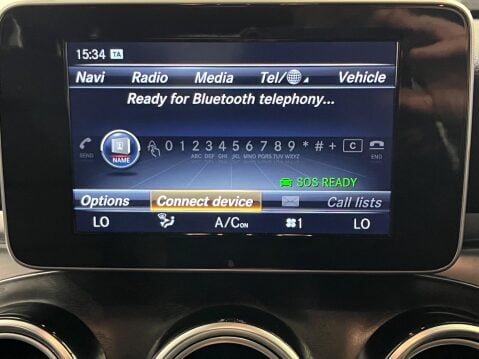 15:34 TA
Navi Radio Media Tel/ Vehicle
Ready for Bluetooth telephony...
SEND NAME 0 1 2 3 4 5 6 7 8 9 * # + C END
ABC DEF GHI JKL MNO PQRS TUV WXYZ
SOS READY
Options Connect device Call lists
LO A/C ON 1 LO